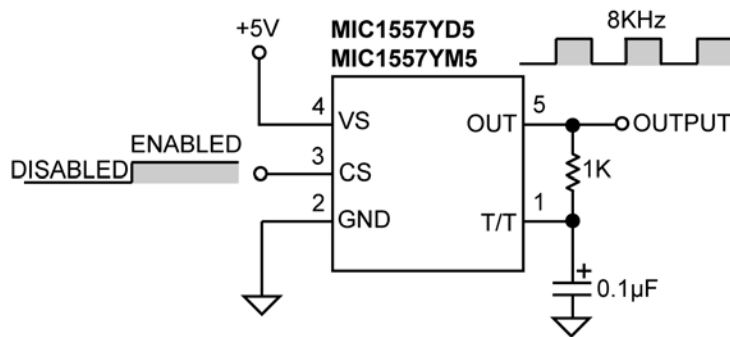 +5V
MIC1557YD5
MIC1557YM5
8KHz
4
VS
OUT
5
OUTPUT
ENABLED
DISABLED
3
CS
1K
2
GND
T/T
1
+
0.1µF